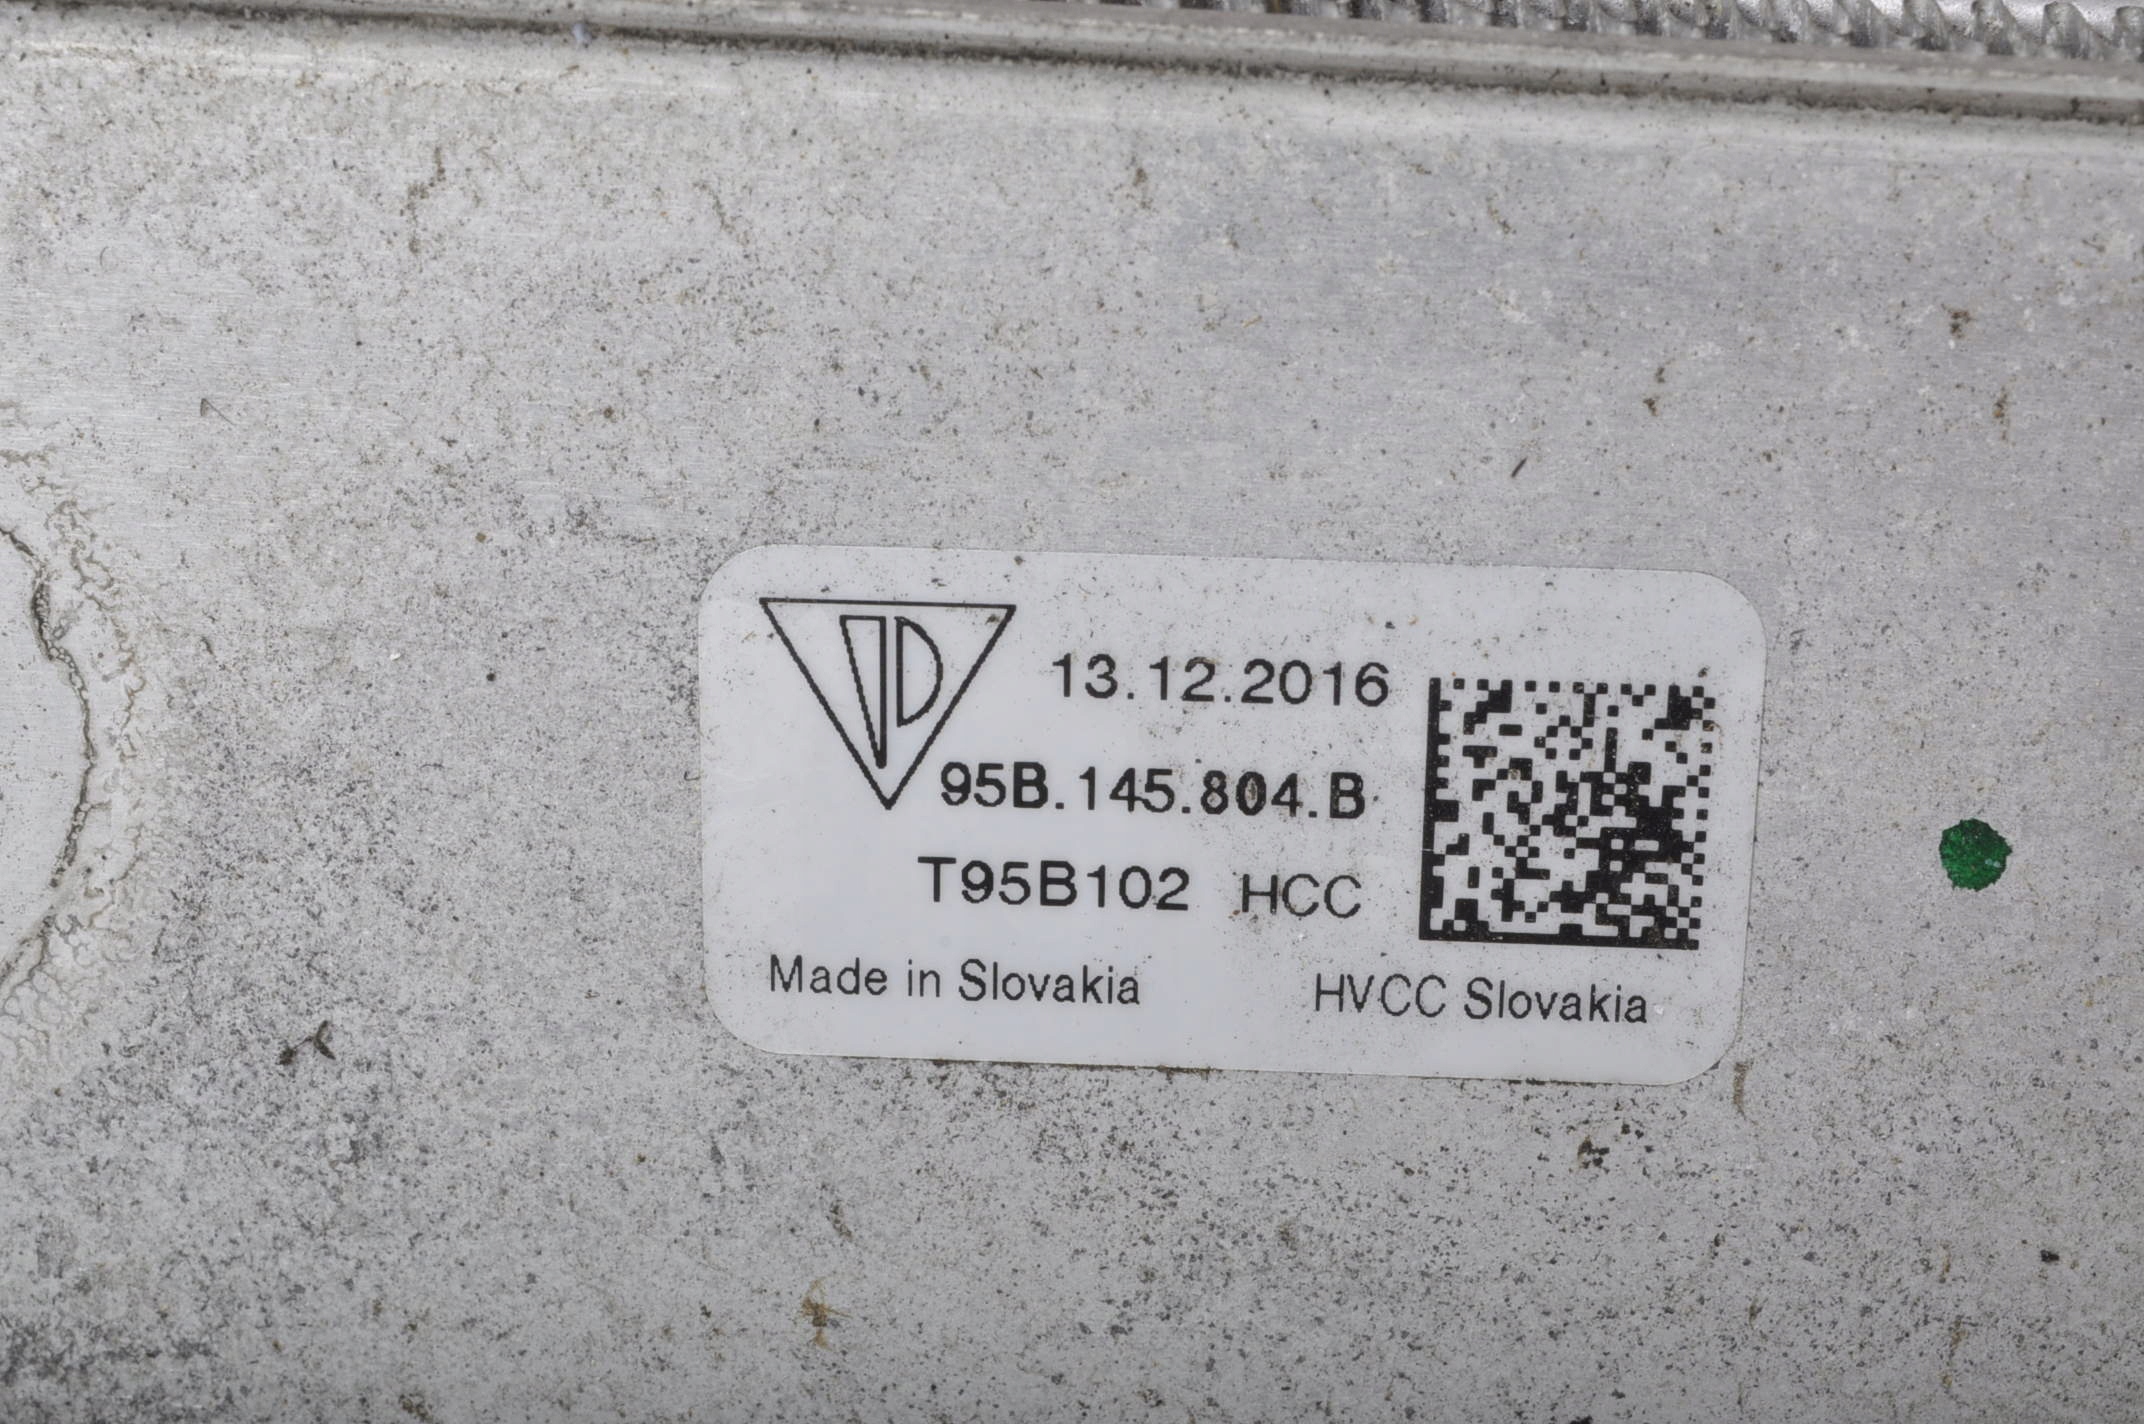 13.12.2016
95B.145.804.B
T95B102 HCC
Made in Slovakia HVCC Slovakia